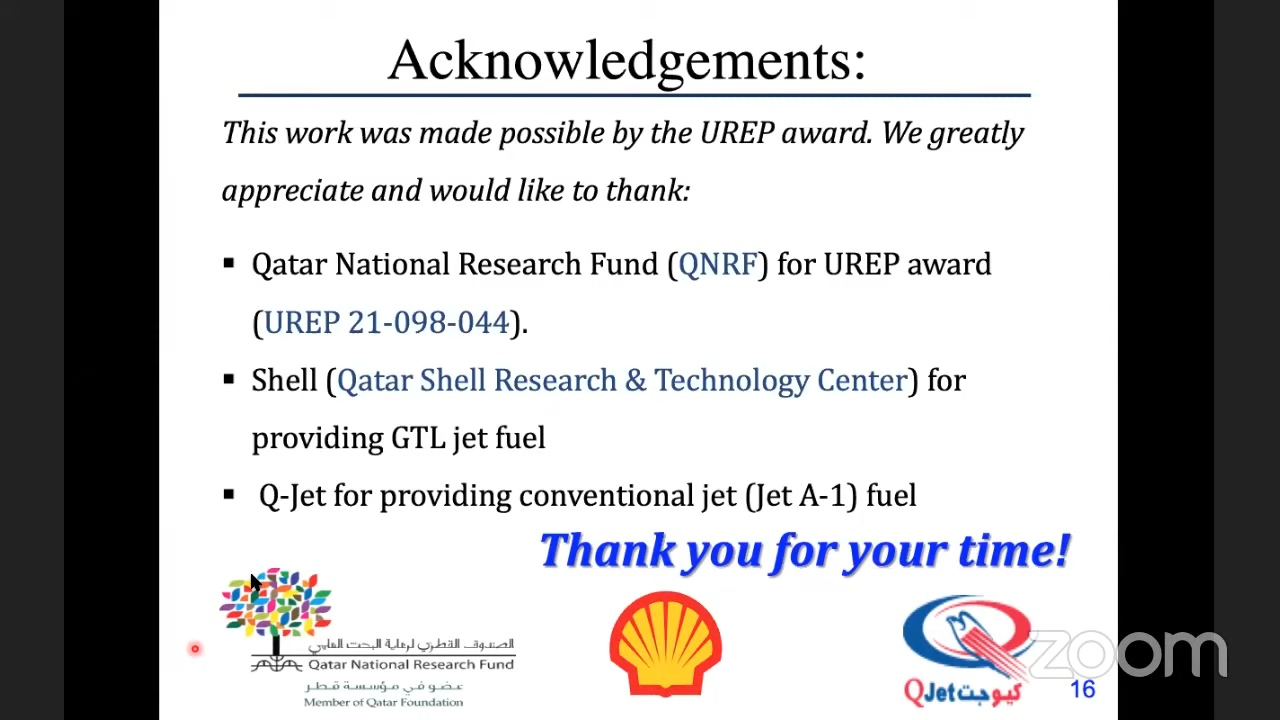 Acknowledgements:
This work was made possible by the UREP award. We greatly
appreciate and would like to thank:
▪ Qatar National Research Fund (QNRF) for UREP award
(UREP 21-098-044).
▪ Shell (Qatar Shell Research & Technology Center) for
providing GTL jet fuel
▪ Q-Jet for providing conventional jet (Jet A-1) fuel
Thank you for your time!
الصندوق القطري لرعاية البحث العلمي
Qatar National Research Fund
عضو في مؤسسة قطر
Member of Qatar Foundation
QJet كيوجت
zoom
16